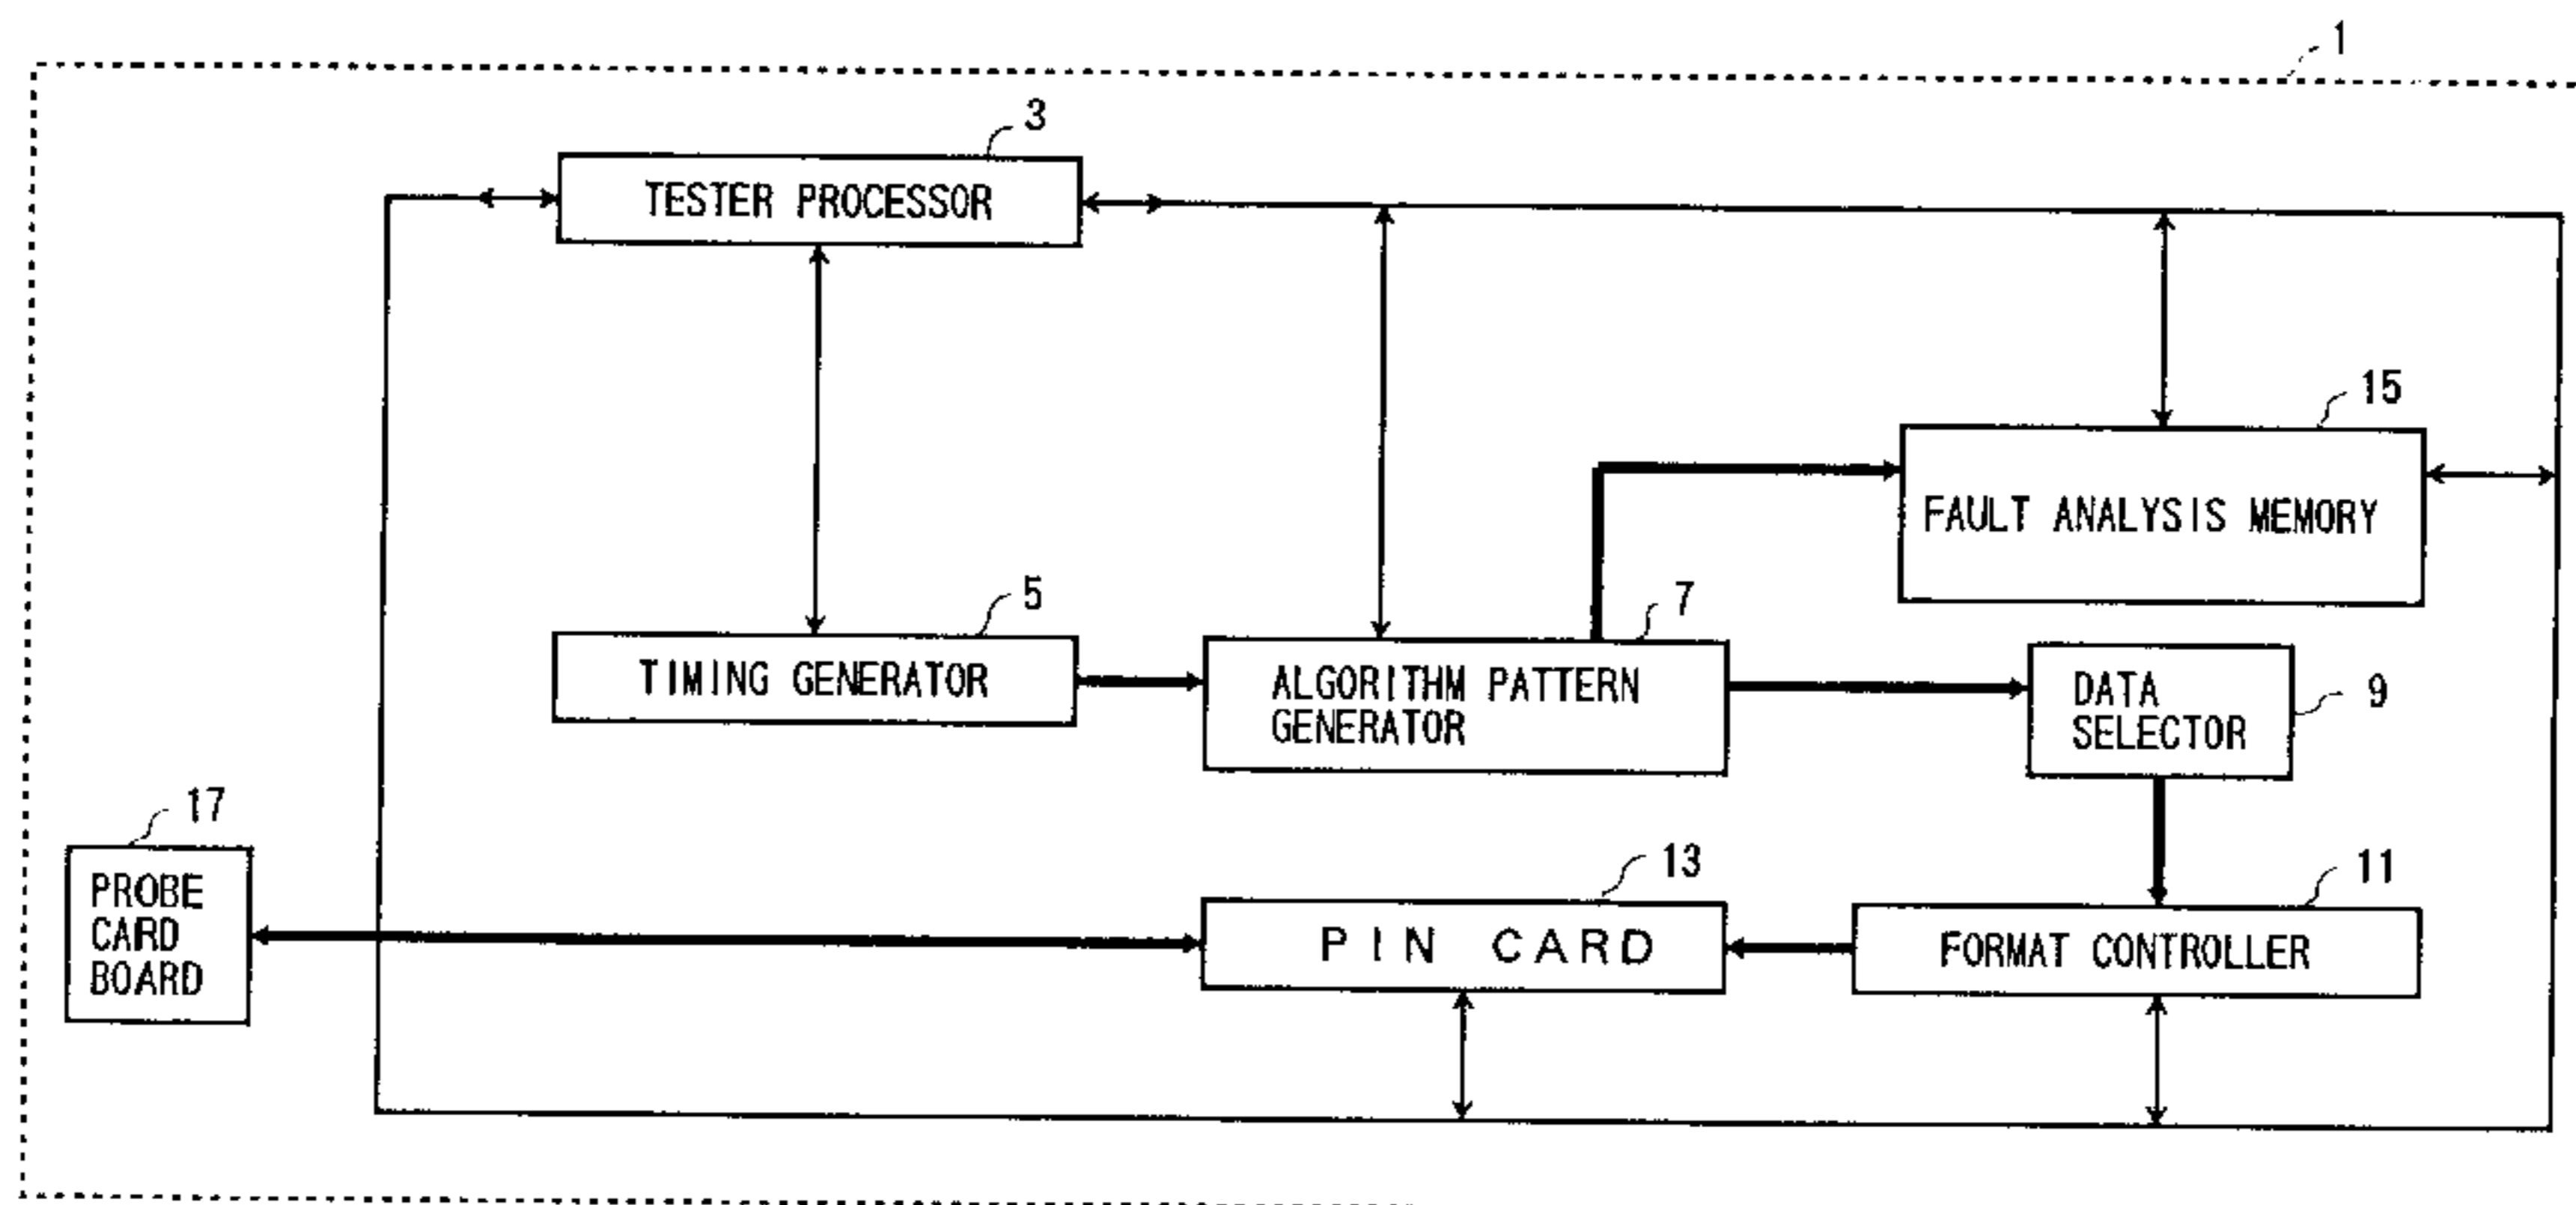 1
3
TESTER PROCESSOR
15
FAULT ANALYSIS MEMORY
5
TIMING GENERATOR
7
ALGORITHM PATTERN
GENERATOR
9
DATA
SELECTOR
17
PROBE
CARD
BOARD
13
PIN CARD
11
FORMAT CONTROLLER